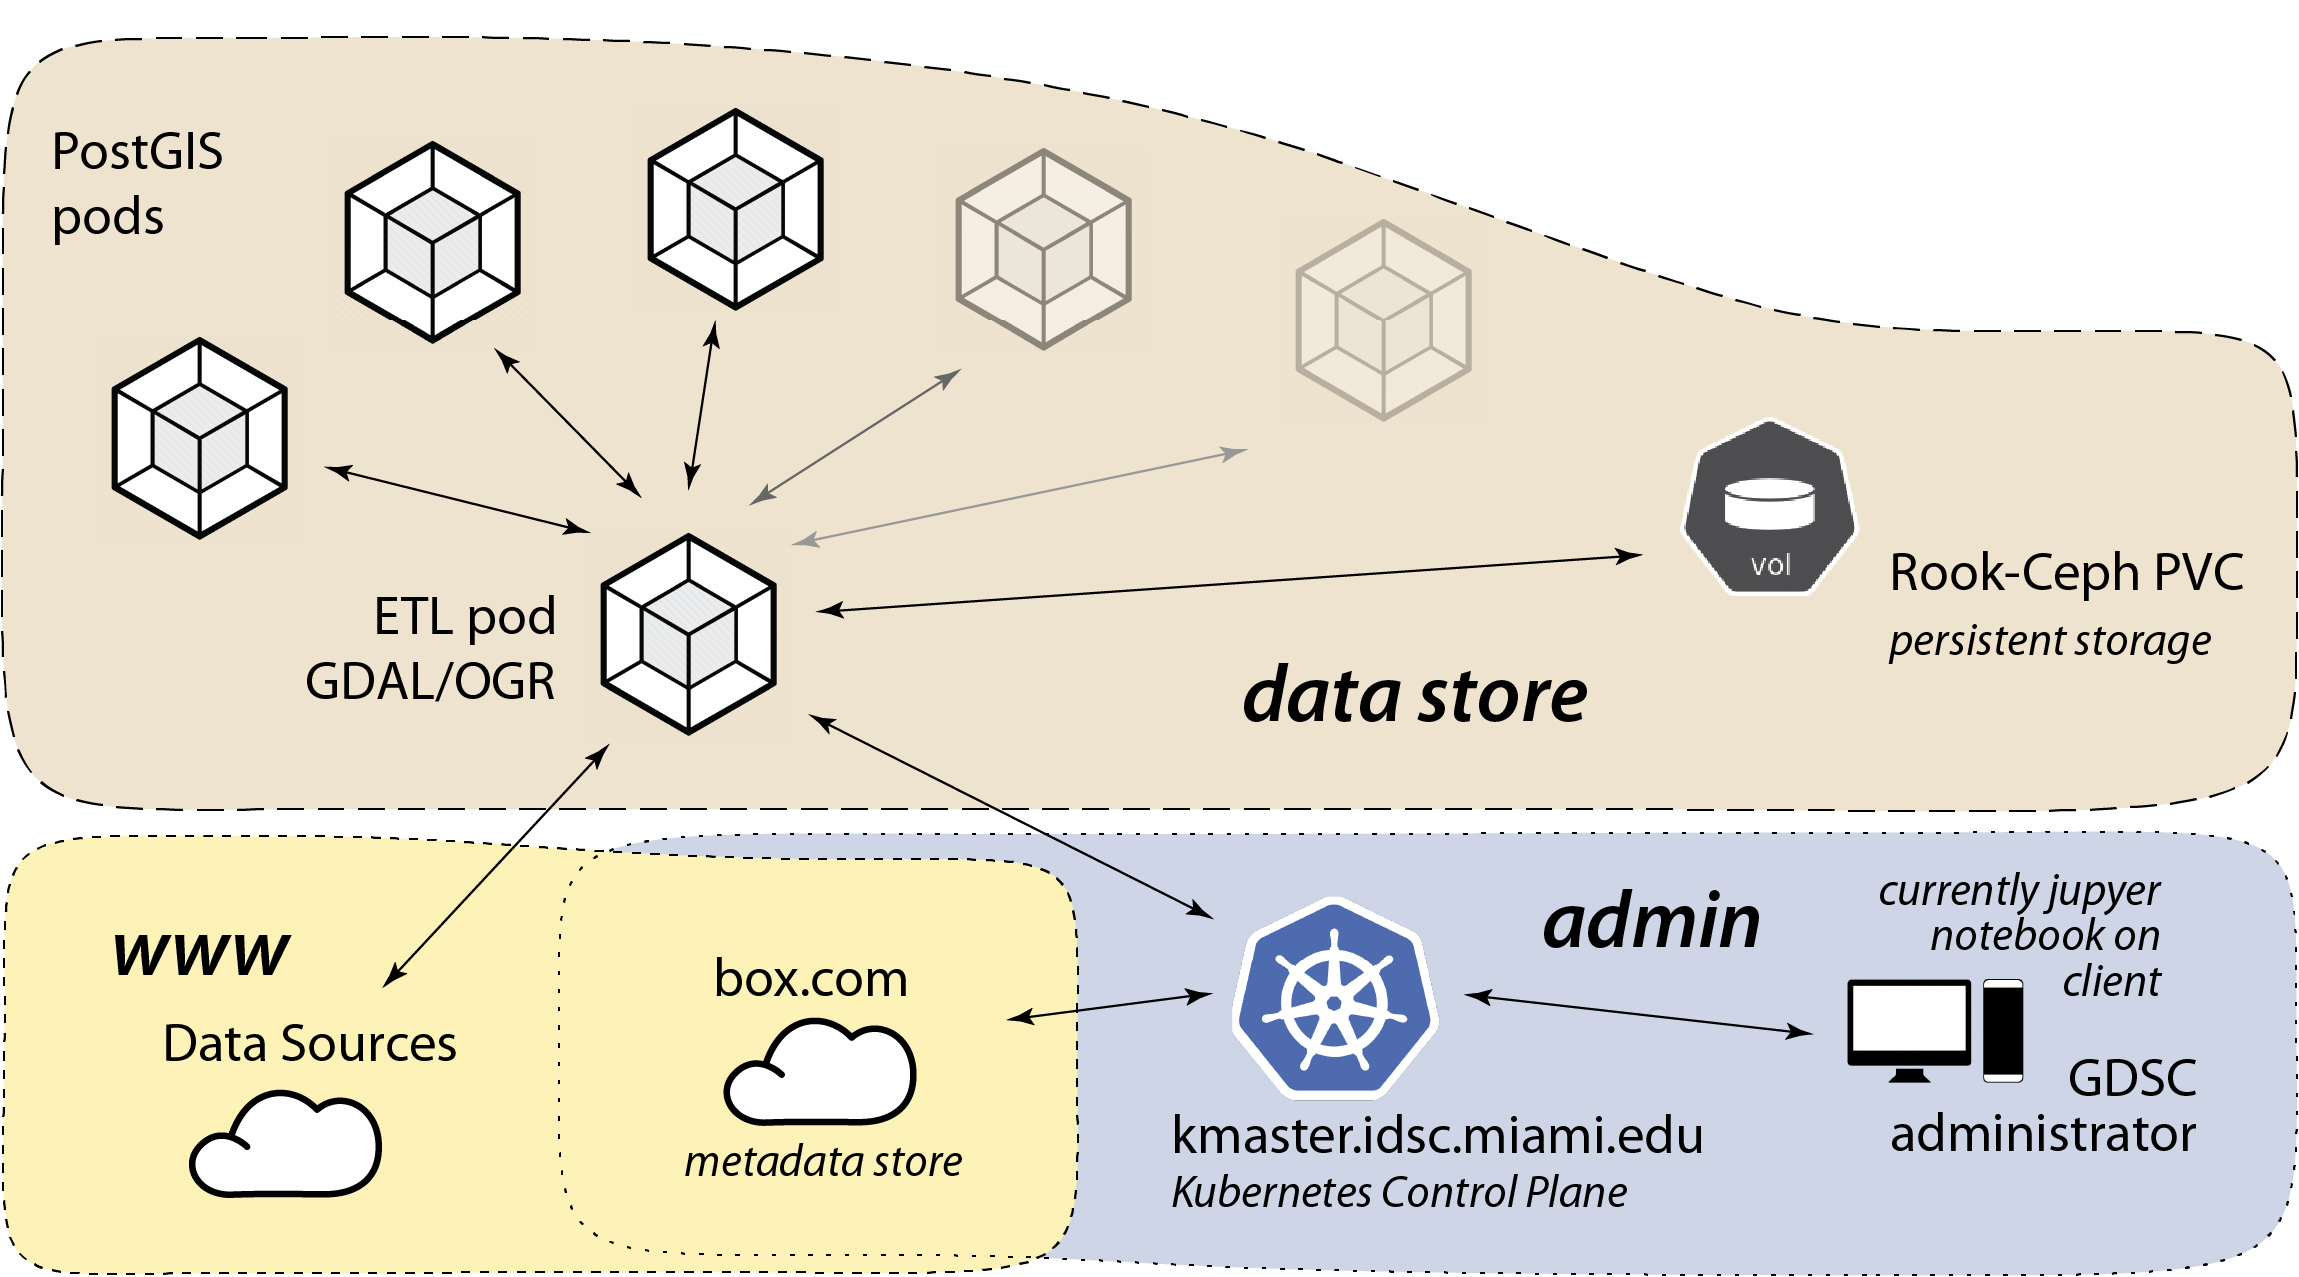 PostGIS
pods
vol
Rook-Ceph PVC
persistent storage
ETL pod
GDAL/OGR
data store
www
Data Sources
box.com
metadata store
admin
kmaster.idsc.miami.edu
Kubernetes Control Plane
currently jupyer
notebook on
client
GDSC
administrator